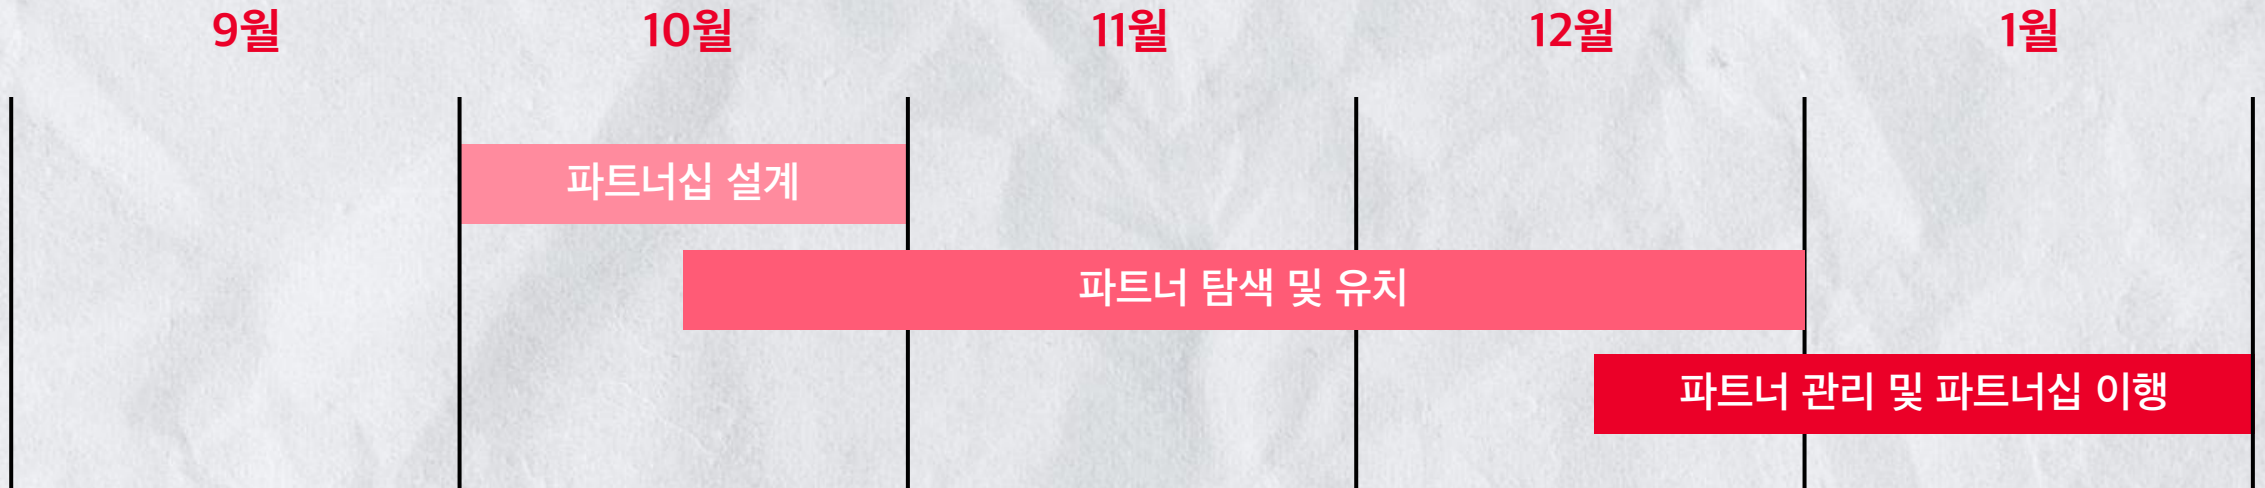 9월 10월 11월 12월 1월
파트너십 설계
파트너 탐색 및 유치
파트너 관리 및 파트너십 이행